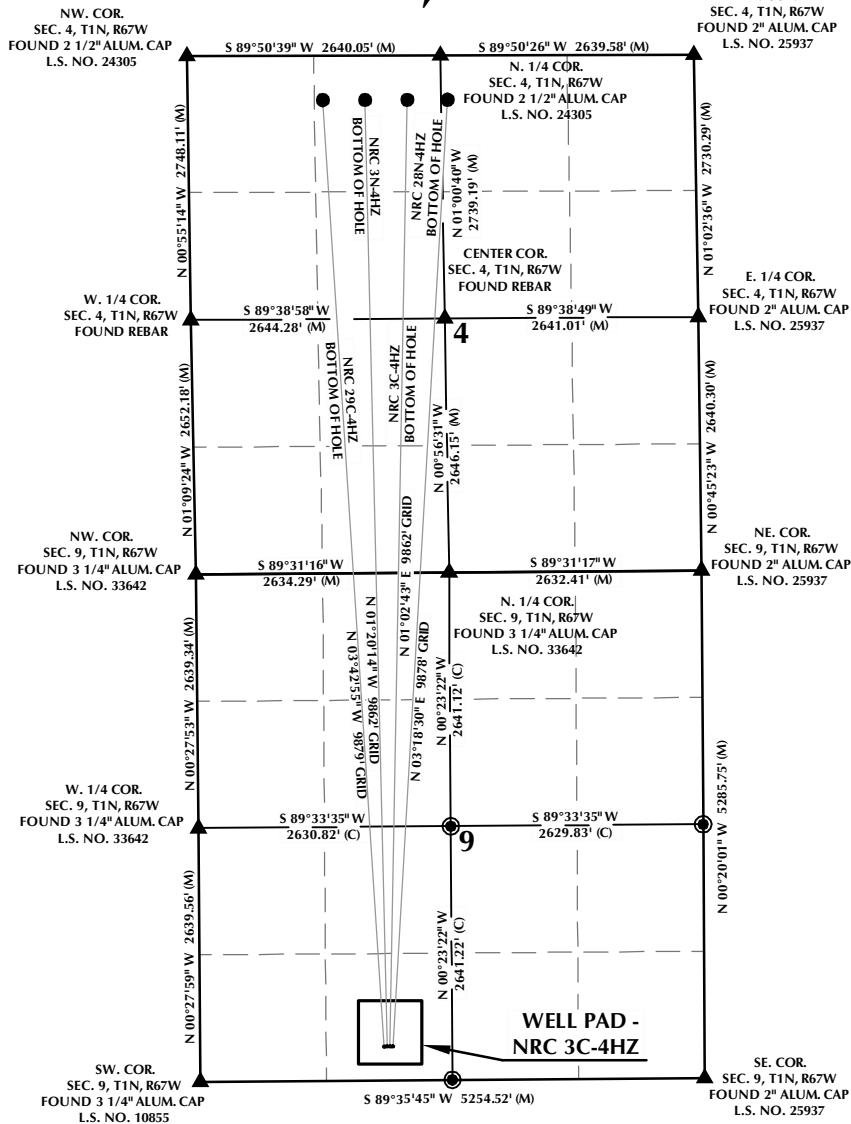 NW. COR.
SEC. 4, T1N, R67W
FOUND 2 1/2" ALUM. CAP
L.S. NO. 24305
S 89°50'39" W 2640.05' (M)
S 89°50'26" W 2639.58' (M)
SEC. 4, T1N, R67W
FOUND 2" ALUM. CAP
L.S. NO. 25937
N. 1/4 COR.
SEC. 4, T1N, R67W
FOUND 2 1/2" ALUM. CAP
L.S. NO. 24305
N 00°55'14" W 2748.11' (M)
NRC 3N-4HZ
BOTTOM OF HOLE
NRC 28N-4HZ
BOTTOM OF HOLE
N 01°00'40" W
2739.19' (M)
N 01°02'36" W 2730.29' (M)
CENTER COR.
SEC. 4, T1N, R67W
FOUND REBAR
W. 1/4 COR.
SEC. 4, T1N, R67W
FOUND REBAR
S 89°38'58" W
2644.28' (M)
S 89°38'49" W
2641.01' (M)
4
E. 1/4 COR.
SEC. 4, T1N, R67W
FOUND 2" ALUM. CAP
L.S. NO. 25937
N 01°09'24" W 2652.18' (M)
NRC 29C-4HZ
BOTTOM OF HOLE
NRC 3C-4HZ
BOTTOM OF HOLE
N 00°56'31" W
2646.15' (M)
N 00°45'23" W 2640.30' (M)
NW. COR.
SEC. 9, T1N, R67W
FOUND 3 1/4" ALUM. CAP
L.S. NO. 33642
S 89°31'16" W
2634.29' (M)
S 89°31'17" W
2632.41' (M)
NE. COR.
SEC. 9, T1N, R67W
FOUND 2" ALUM. CAP
L.S. NO. 25937
N. 1/4 COR.
SEC. 9, T1N, R67W
FOUND 3 1/4" ALUM. CAP
L.S. NO. 33642
N 00°27'53" W 2639.34' (M)
N 03°42'55" W 9879' GRID
N 01°20'14" W 9862' GRID
N 01°02'43" E 9862' GRID
N 03°18'30" E 9878' GRID
N 00°23'22" W
2641.12' (C)
W. 1/4 COR.
SEC. 9, T1N, R67W
FOUND 3 1/4" ALUM. CAP
L.S. NO. 33642
S 89°33'35" W
2630.82' (C)
S 89°33'35" W
2629.83' (C)
9
N 00°20'01" W 5285.75' (M)
N 00°27'59" W 2639.56' (M)
N 00°23'22" W
2641.22' (C)
WELL PAD -
NRC 3C-4HZ
SW. COR.
SEC. 9, T1N, R67W
FOUND 3 1/4" ALUM. CAP
L.S. NO. 10855
S 89°35'45" W 5254.52' (M)
SE. COR.
SEC. 9, T1N, R67W
FOUND 2" ALUM. CAP
L.S. NO. 25937